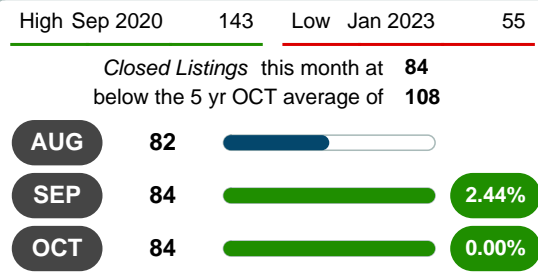 High Sep 2020 143 Low Jan 2023 55
Closed Listings this month at 84
below the 5 yr OCT average of 108
AUG 82
SEP 84 2.44%
OCT 84 0.00%